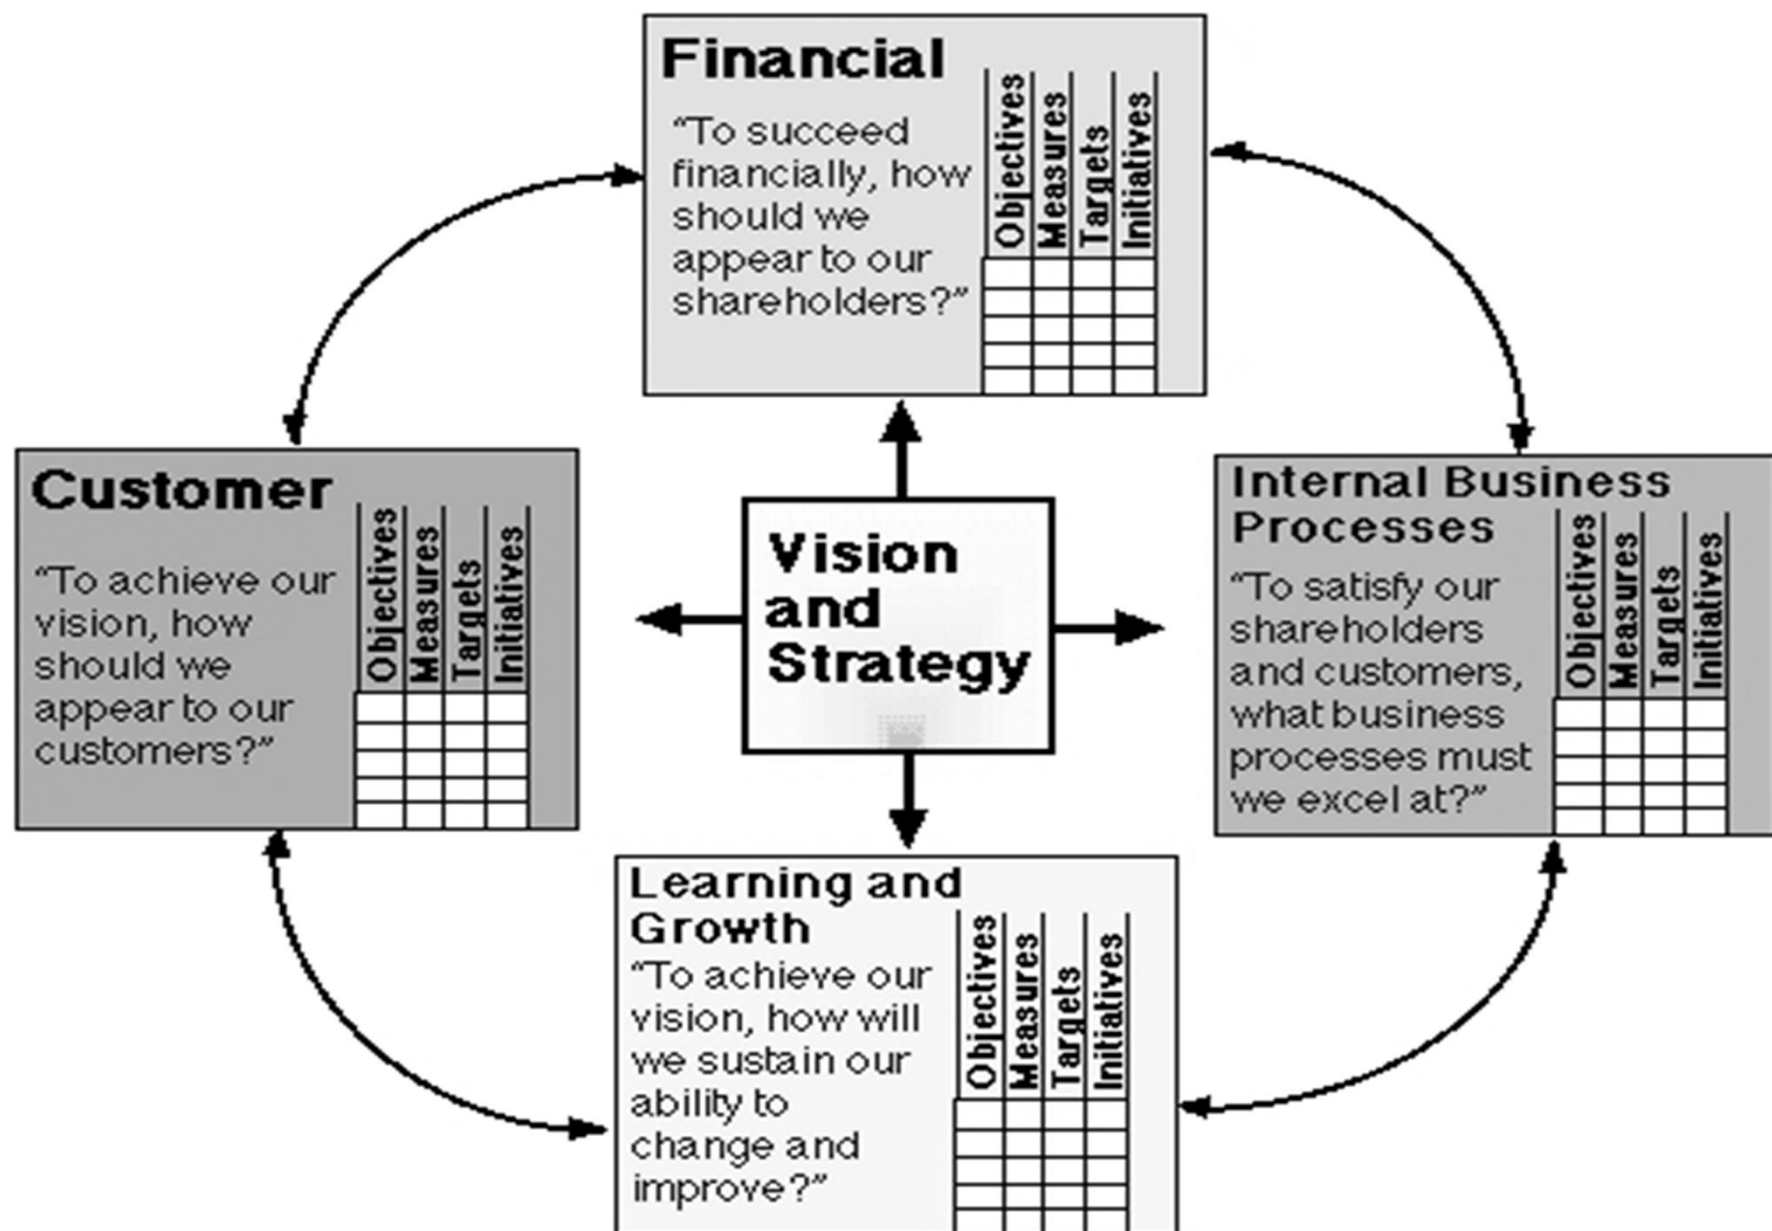 Financial
“To succeed
financially, how
should we
appear to our
shareholders?”
Objectives
Measures
Targets
Initiatives
Customer
“To achieve our
vision, how
should we
appear to our
customers?”
Objectives
Measures
Targets
Initiatives
Vision
and
Strategy
Internal Business
Processes
“To satisfy our
shareholders
and customers,
what business
processes must
we excel at?”
Objectives
Measures
Targets
Initiatives
Learning and
Growth
“To achieve our
vision, how will
we sustain our
ability to
change and
improve?”
Objectives
Measures
Targets
Initiatives